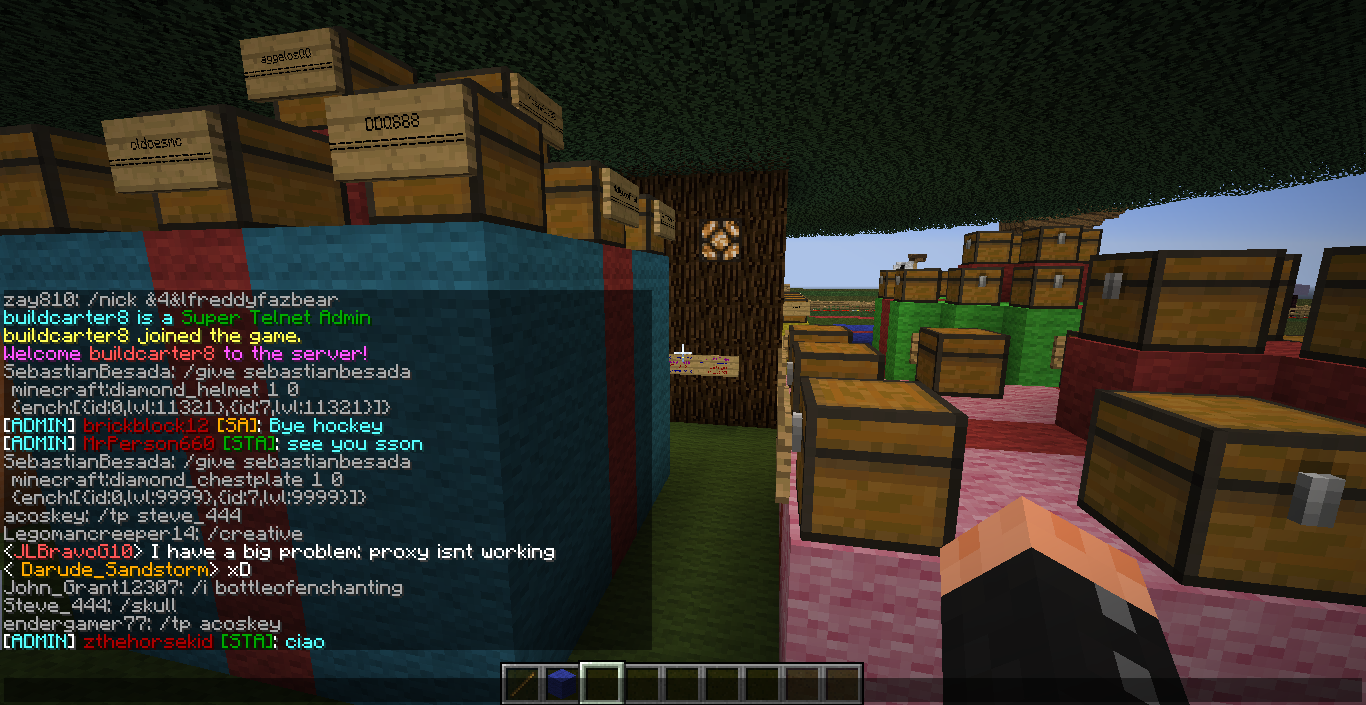 aggelos00
DDQ888
oldoesmc
zay810: /nick &4&lfreddyfazbear
buildcarter8 is a Super Telnet Admin
buildcarter8 joined the game.
Welcome buildcarter8 to the server!
SebastianBesada: /give sebastianbesada
minecraft:diamond_helmet 1 0
{ench:[{id:0,lvl:11321},{id:7,lvl:11321}]}
[ADMIN] brickblock12 [SA]: Bye hockey
[ADMIN] MrPerson660 [STA]: see you sson
SebastianBesada: /give sebastianbesada
minecraft:diamond_chestplate 1 0
{ench:[{id:0,lvl:9999},{id:7,lvl:9999}]}
acoskey: /tp steve_444
Legomancreeper14: /creative
<JLBravoG10> I have a big problem: proxy isnt working
< Darude_Sandstorm> xD
John_Grant12307: /i bottleofenchanting
Steve_444: /skull
endergamer77: /tp acoskey
[ADMIN] zthehorsekid [STA]: ciao